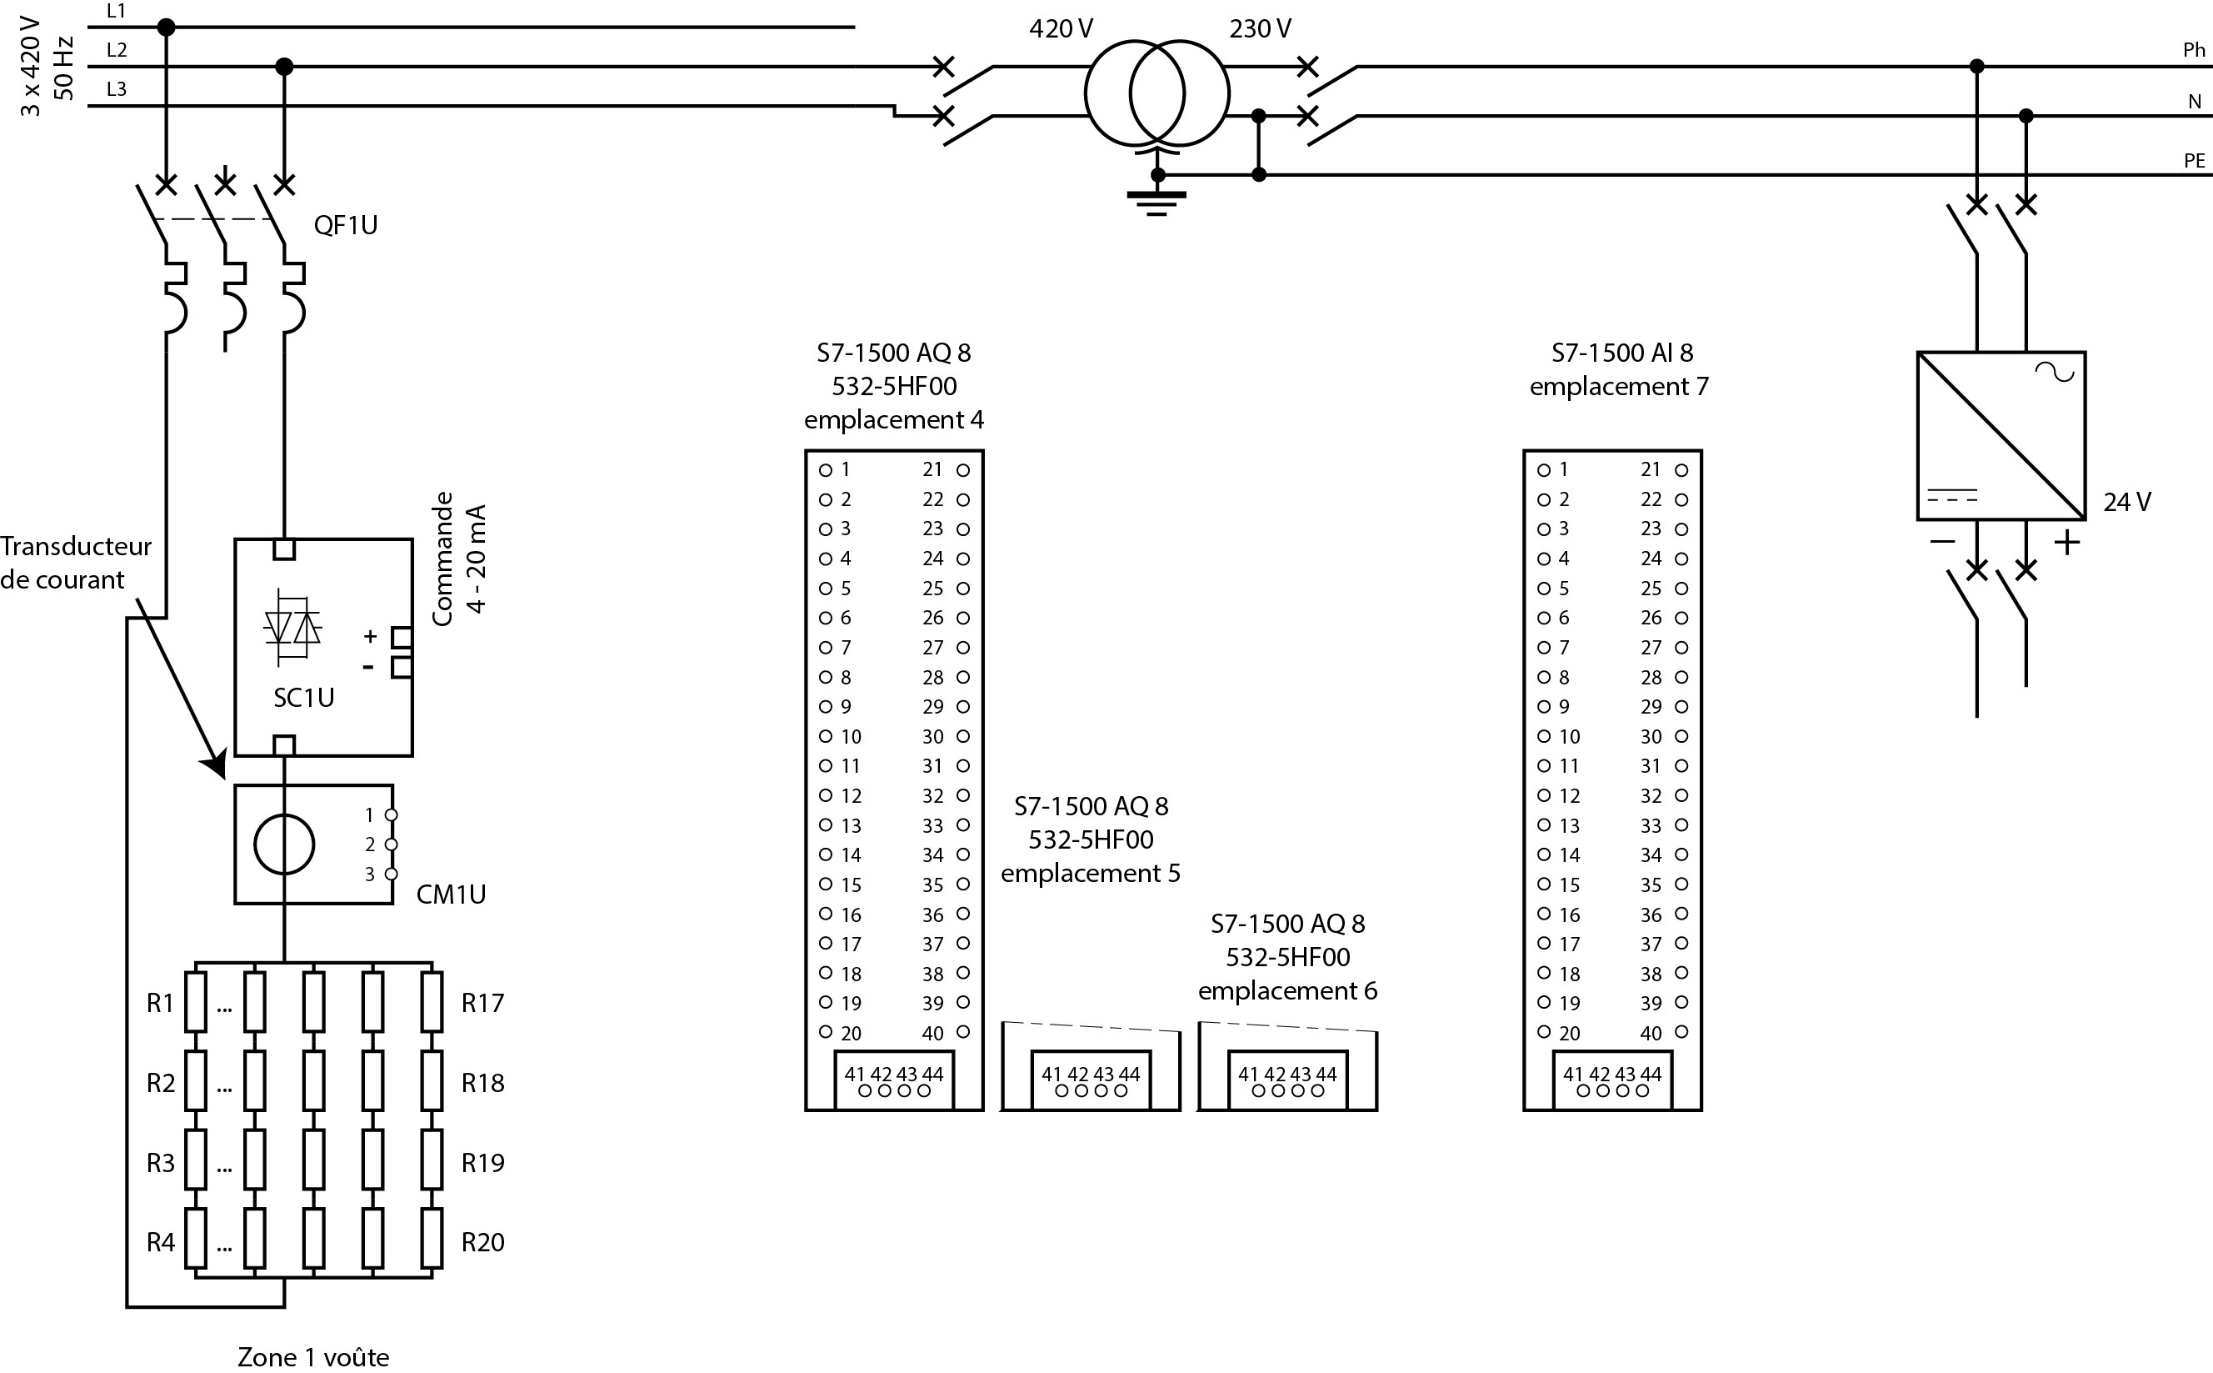 3 x 420 V
50 Hz
L1
L2
L3
420 V
230 V
Ph
N
PE
QF1U
Transducteur
de courant
Commande
4 - 20 mA
+
-
SC1U
1
2
3
CM1U
R1 ... R17
R2 ... R18
R3 ... R19
R4 ... R20
Zone 1 voûte
S7-1500 AQ 8
532-5HF00
emplacement 4
1 21
2 22
3 23
4 24
5 25
6 26
7 27
8 28
9 29
10 30
11 31
12 32
13 33
14 34
15 35
16 36
17 37
18 38
19 39
20 40
41 42 43 44
S7-1500 AQ 8
532-5HF00
emplacement 5
41 42 43 44
S7-1500 AQ 8
532-5HF00
emplacement 6
41 42 43 44
S7-1500 AI 8
emplacement 7
1 21
2 22
3 23
4 24
5 25
6 26
7 27
8 28
9 29
10 30
11 31
12 32
13 33
14 34
15 35
16 36
17 37
18 38
19 39
20 40
41 42 43 44
24 V
− +